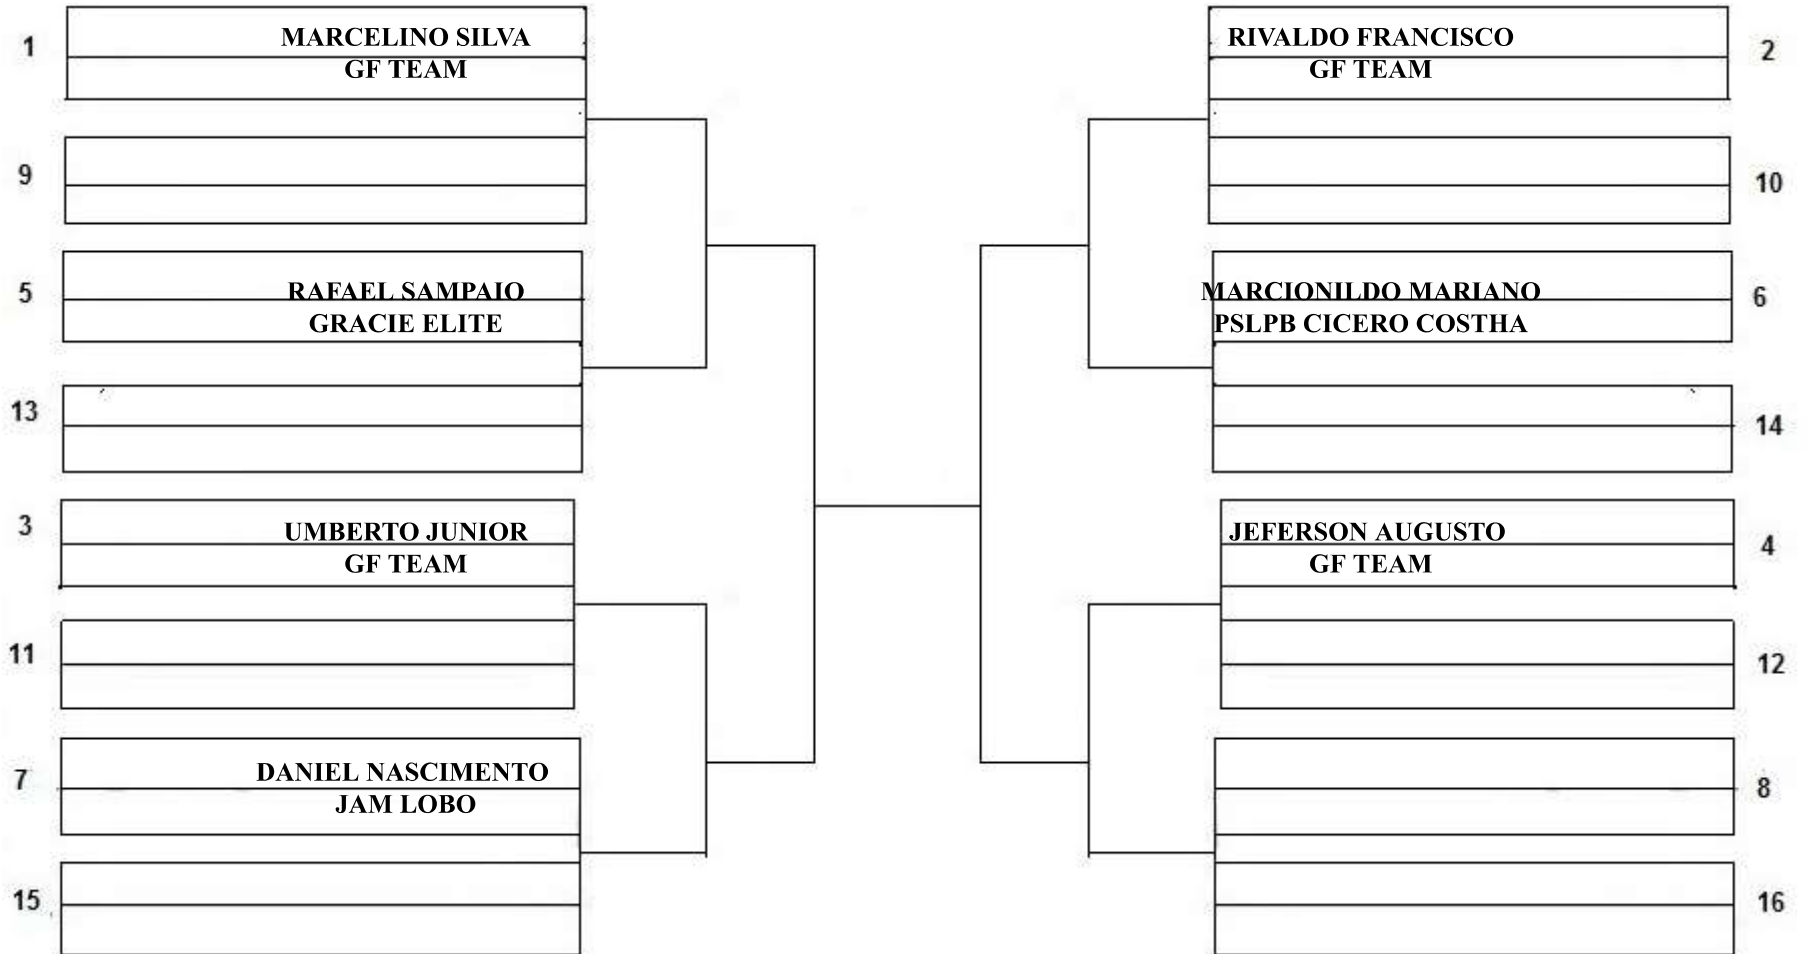 1
MARCELINO SILVA
GF TEAM
9
5
RAFAEL SAMPAIO
GRACIE ELITE
13
3
UMBERTO JUNIOR
GF TEAM
11
7
DANIEL NASCIMENTO
JAM LOBO
15
RIVALDO FRANCISCO
GF TEAM
2
10
MARCIONILDO MARIANO
PSLPB CICERO COSTHA
6
14
JEFERSON AUGUSTO
GF TEAM
4
12
8
16